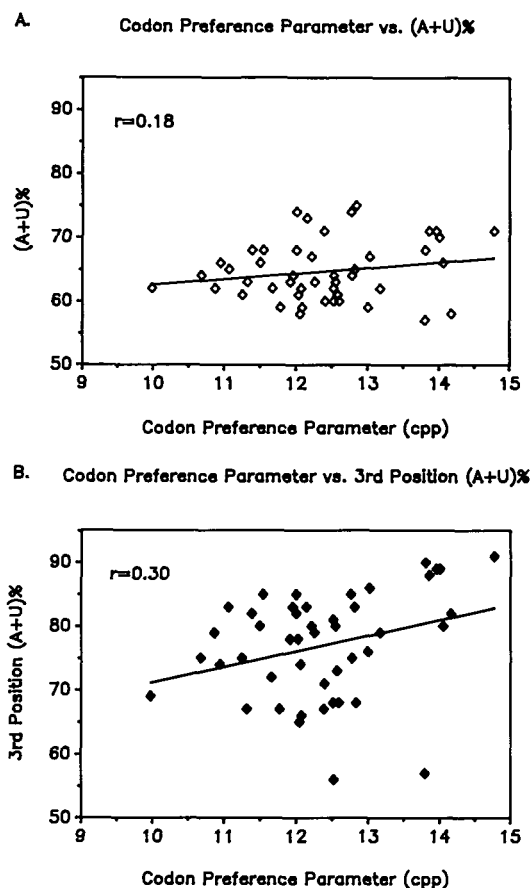 A. Codon Preference Parameter vs. (A+U)%
r=0.18
(A+U)%
90
80
70
60
50
9 10 11 12 13 14 15
Codon Preference Parameter (cpp)
B. Codon Preference Parameter vs. 3rd Position (A+U)%
r=0.30
3rd Position (A+U)%
90
80
70
60
50
9 10 11 12 13 14 15
Codon Preference Parameter (cpp)